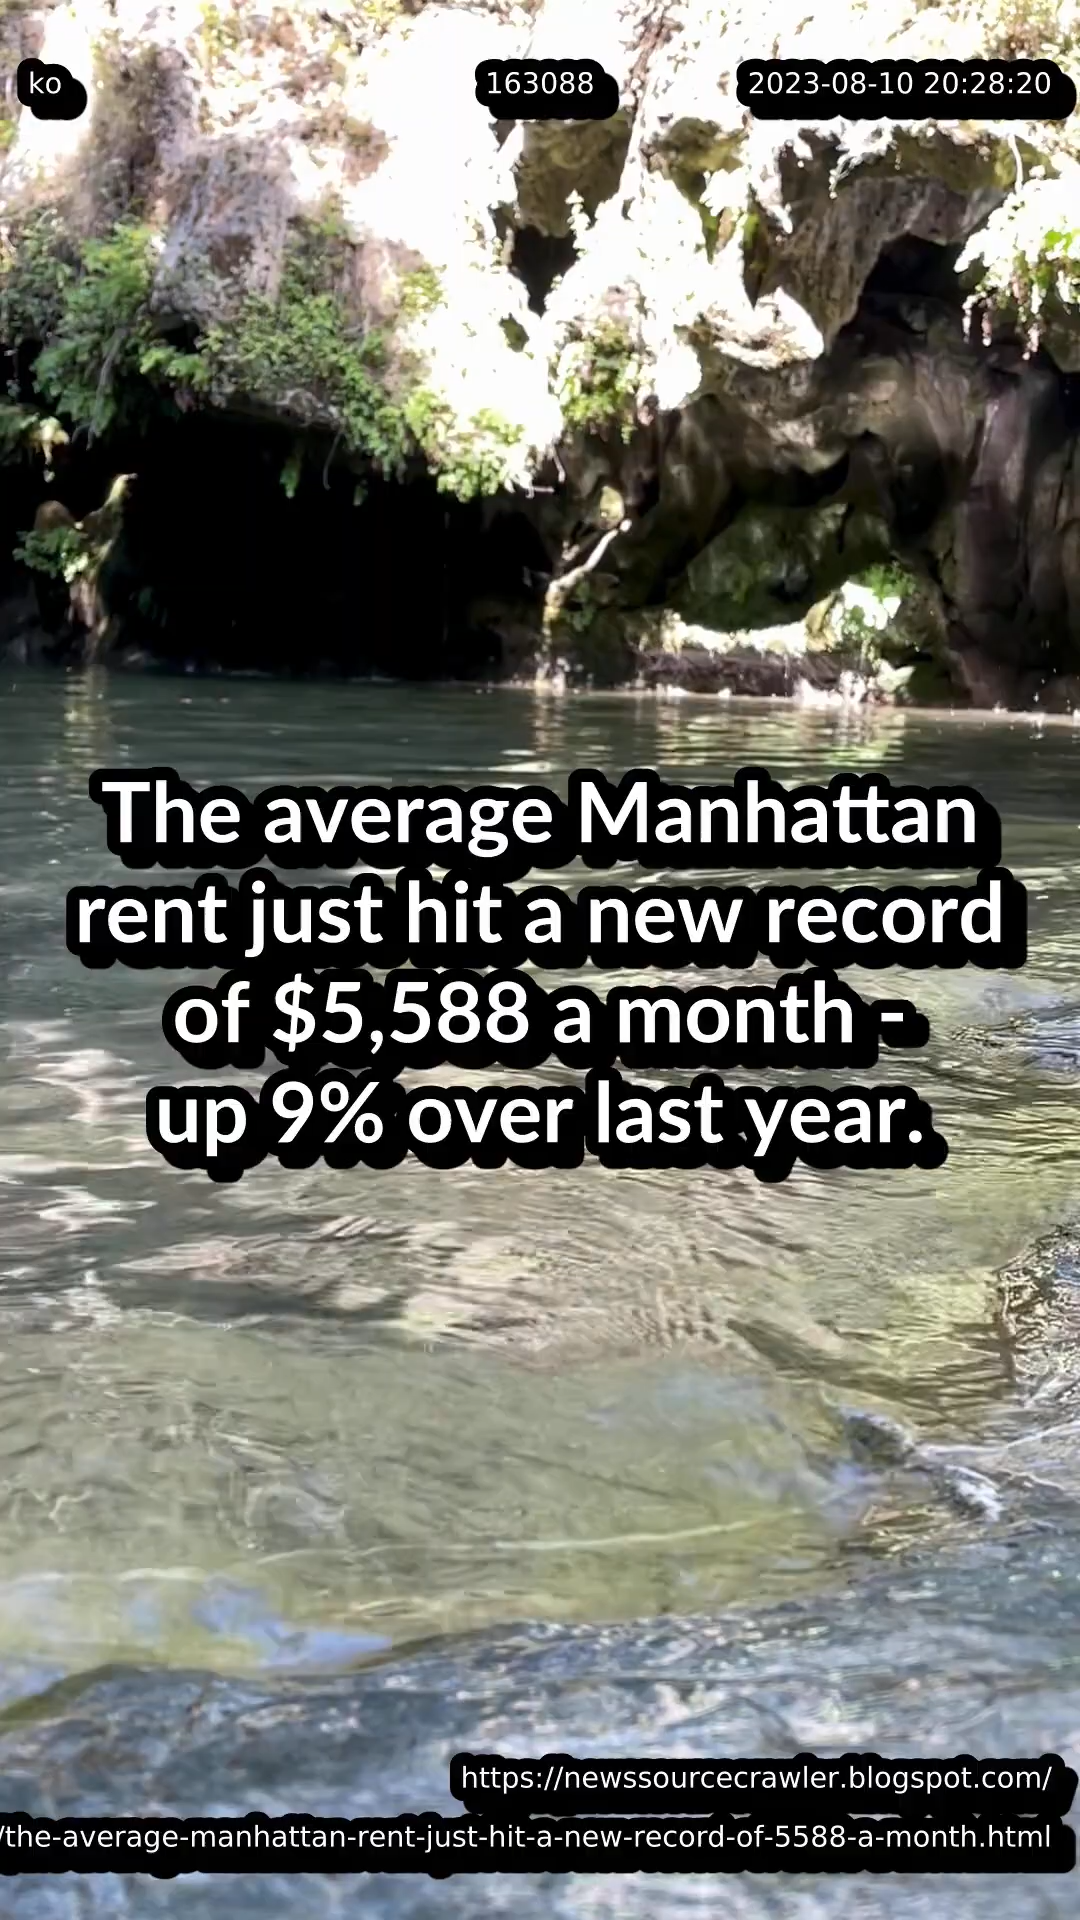 ko
163088
2023-08-10 20:28:20
The average Manhattan
rent just hit a new record
of $5,588 a month -
up 9% over last year.
https://newssourcecrawler.blogspot.com/
/the-average-manhattan-rent-just-hit-a-new-record-of-5588-a-month.html